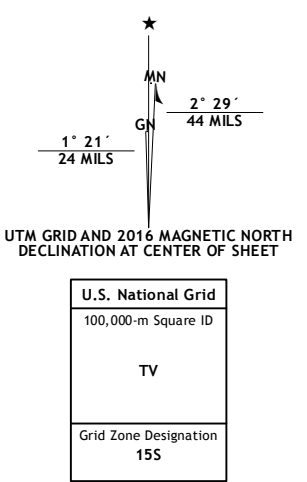 MN
2° 29´
44 MILS
GN
1° 21´
24 MILS
UTM GRID AND 2016 MAGNETIC NORTH
DECLINATION AT CENTER OF SHEET
U.S. National Grid
100,000-m Square ID
TV
Grid Zone Designation
15S